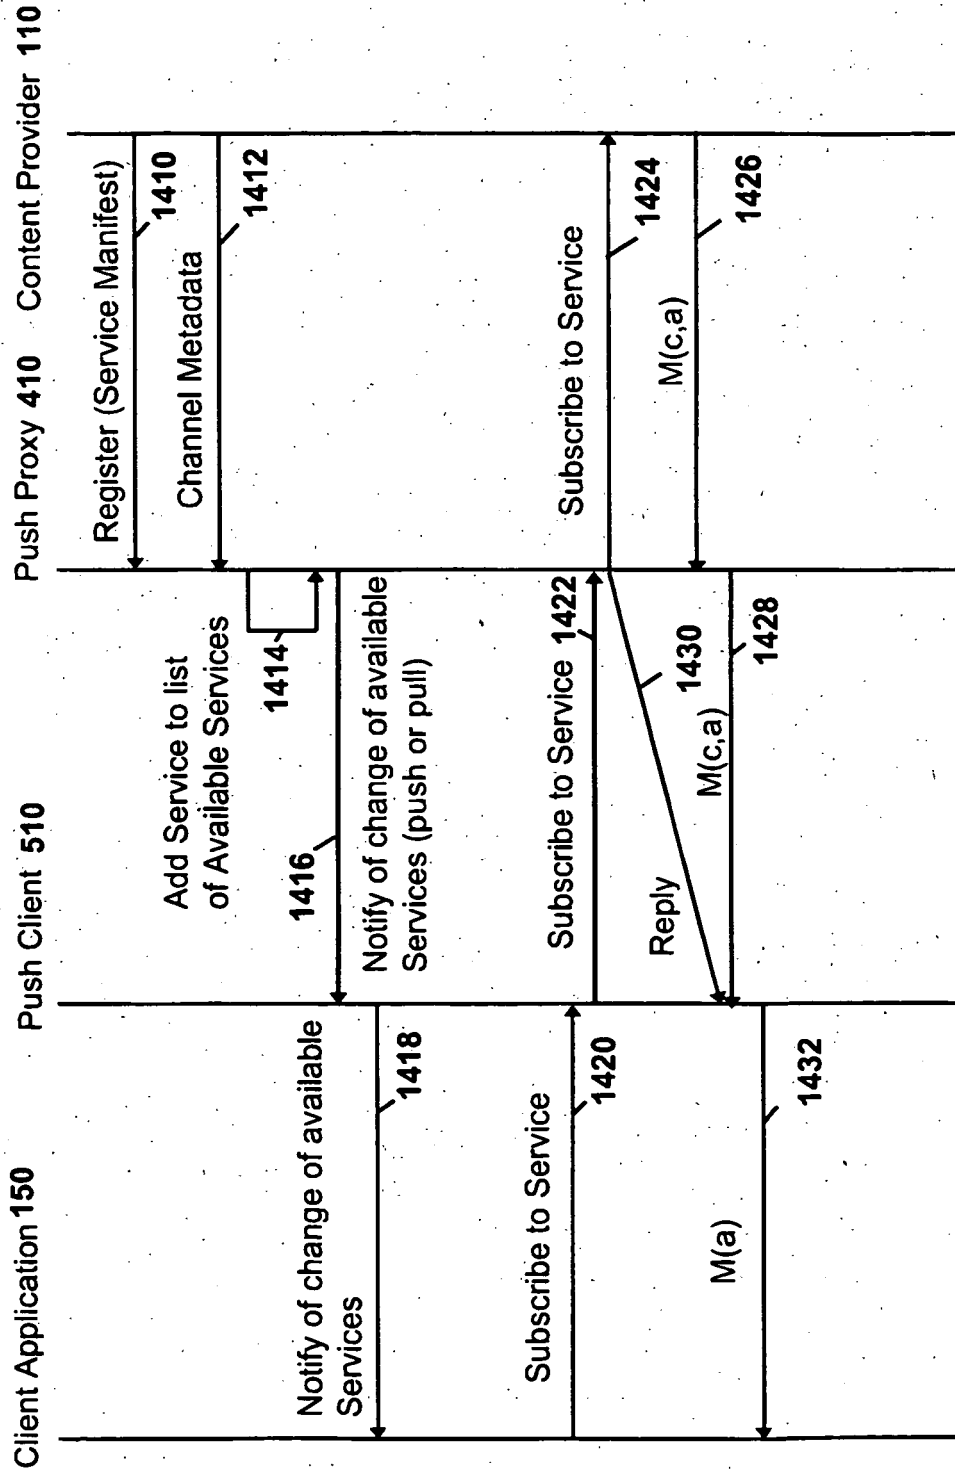 Client Application 150
Push Client 510
Push Proxy 410
Content Provider 110
Register (Service Manifest)
1410
Channel Metadata
1412
Add Service to list
of Available Services
1414
1416
Notify of change of available
Services (push or pull)
Notify of change of available
Services
1418
Subscribe to Service
1420
Subscribe to Service 1422
Subscribe to Service
1424
M(c,a)
1426
Reply
1430
M(c,a)
1428
M(a)
1432